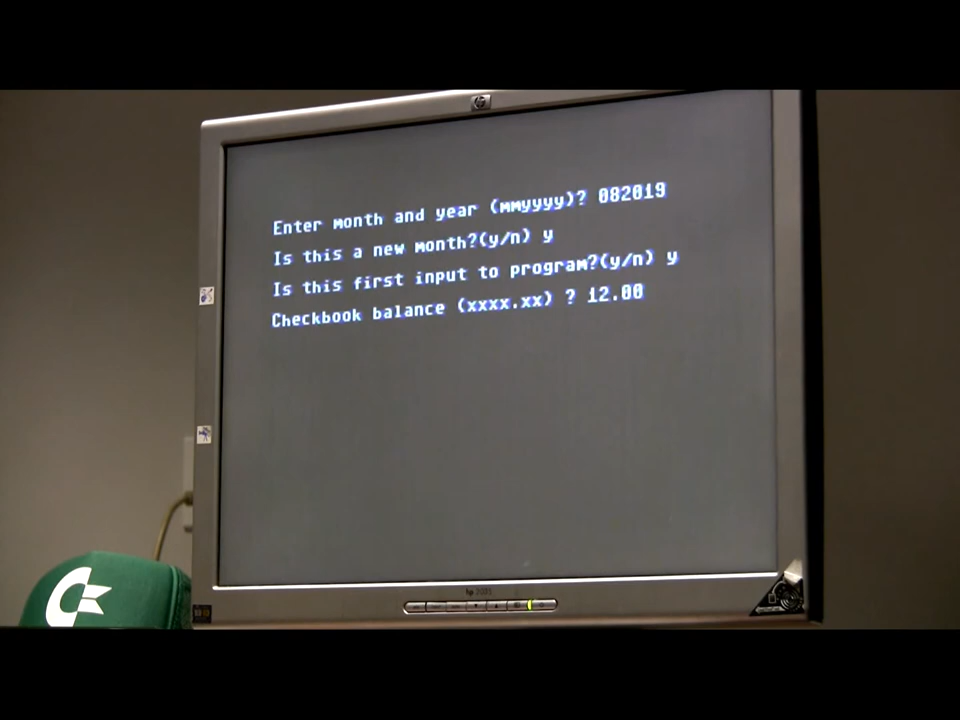 Enter month and year (mmyyyy)? 082019
Is this a new month?(y/n) y
Is this first input to program?(y/n) y
Checkbook balance (xxxx.xx) ? 12.00
hp